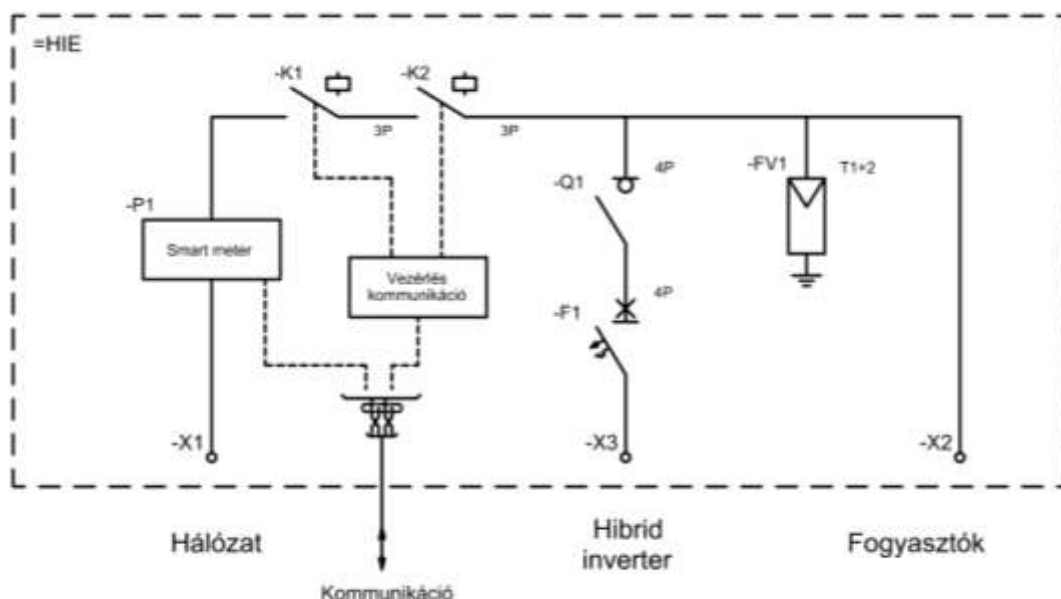 =HIE
-K1
-K2
3P
3P
4P
-Q1
-FV1
T1+2
-P1
Smart meter
Vezérlés
kommunikáció
4P
-F1
-X1
-X3
-X2
Hálózat
Hibrid
inverter
Fogyasztók
Kommunikáció